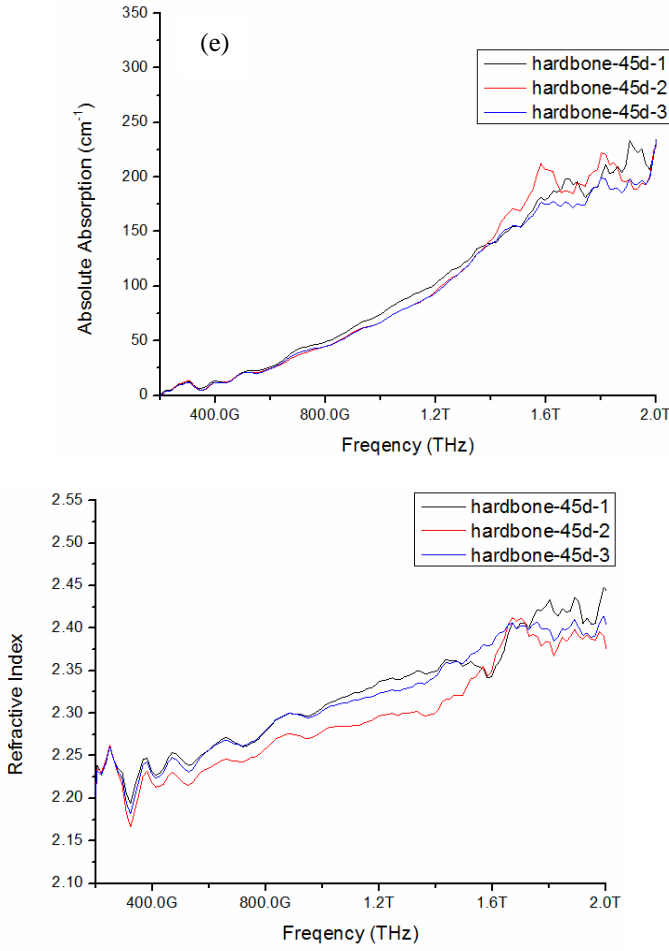 350
(e)
hardbone-45d-1
hardbone-45d-2
hardbone-45d-3
300
250
200
150
100
50
0
Absolute Absorption (cm⁻¹)
400.0G 800.0G 1.2T 1.6T 2.0T
Freqency (THz)
2.55
hardbone-45d-1
hardbone-45d-2
hardbone-45d-3
2.50
2.45
2.40
2.35
2.30
2.25
2.20
2.15
2.10
Refractive Index
400.0G 800.0G 1.2T 1.6T 2.0T
Freqency (THz)